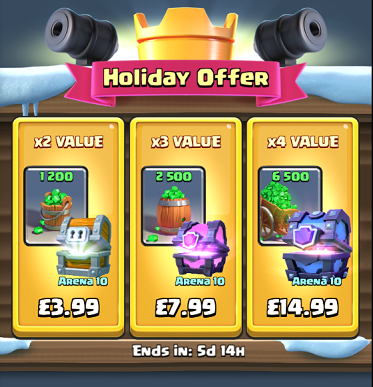 Holiday Offer
x2 VALUE
1 200
Arena 10
£3.99
x3 VALUE
2 500
Arena 10
£7.99
x4 VALUE
6 500
Arena 10
£14.99
Ends in: 5d 14h